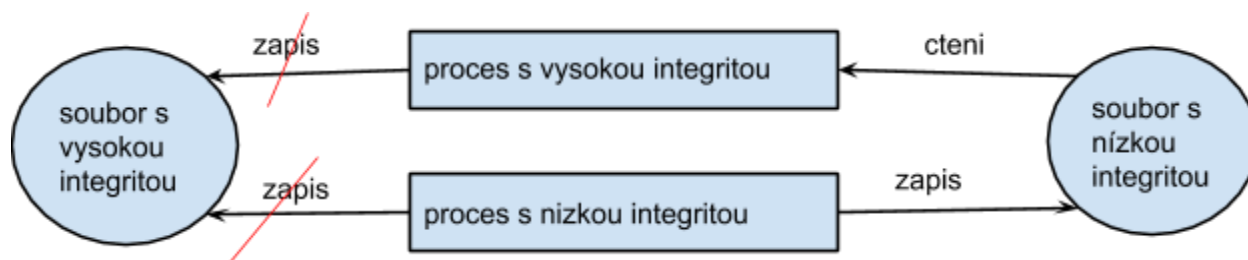 zapis
proces s vysokou integritou
cteni
soubor s
vysokou
integritou
soubor s
nízkou
integritou
zapis
proces s nizkou integritou
zapis